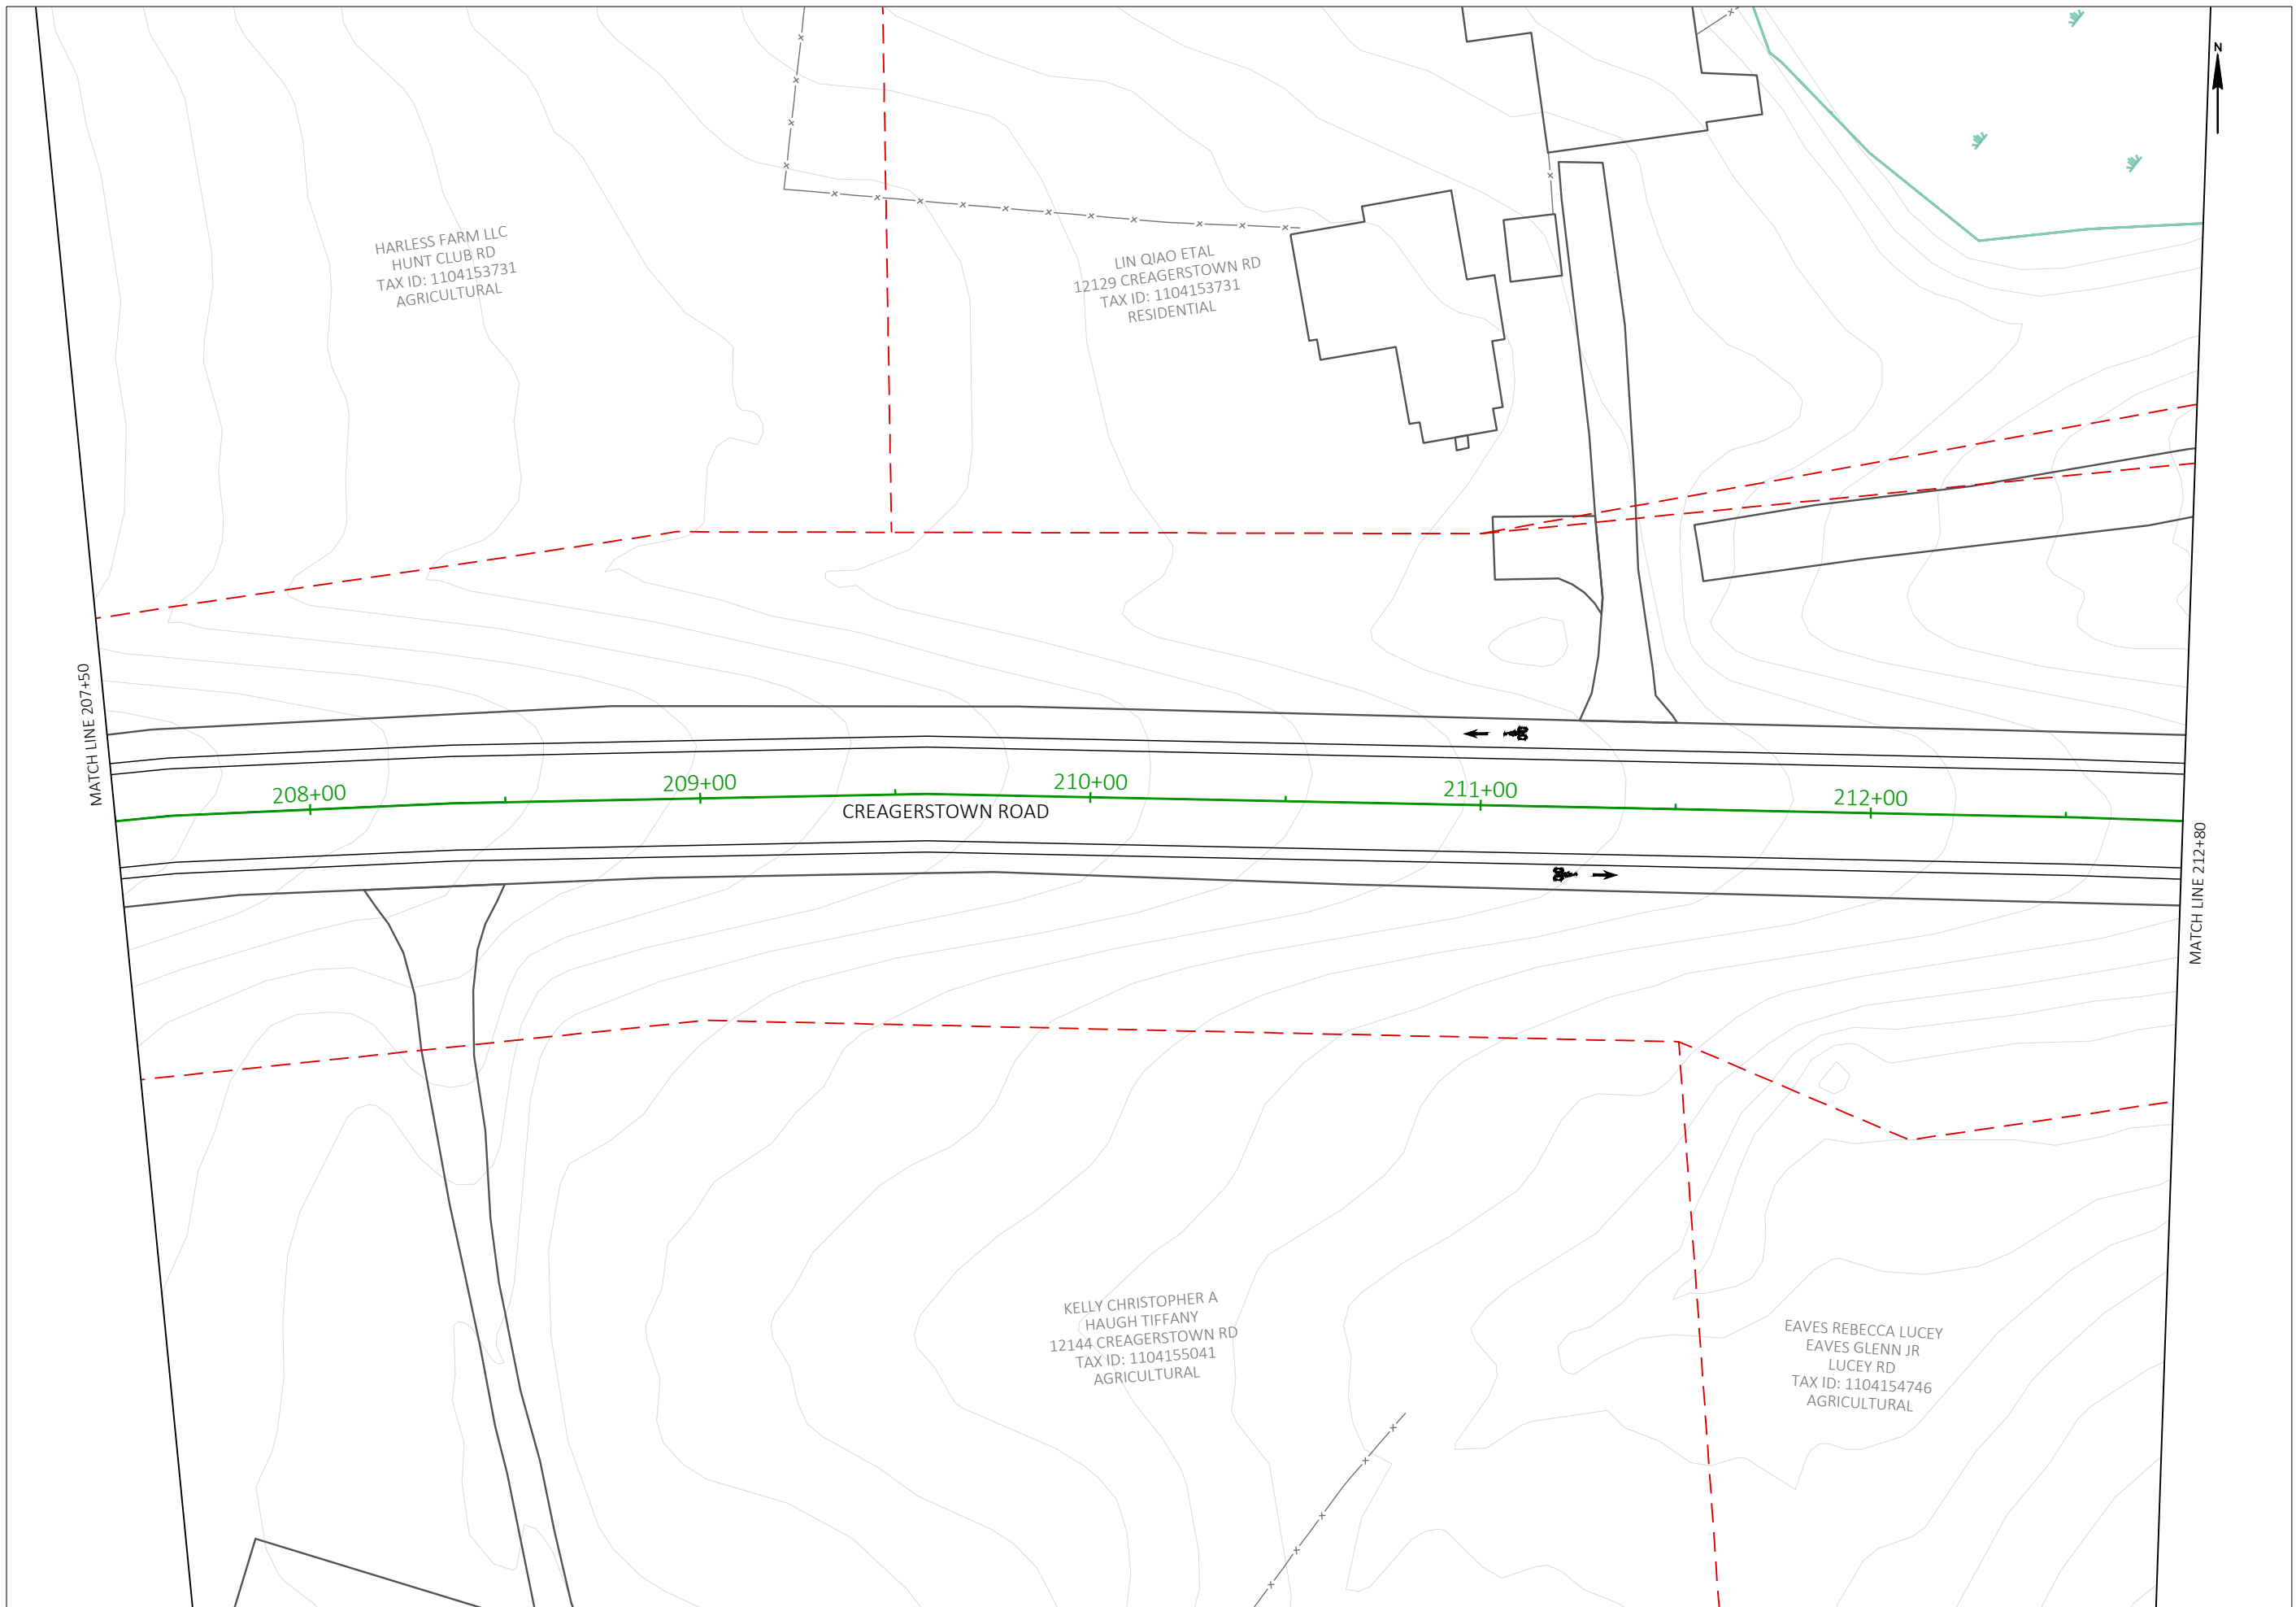 N
HARLESS FARM LLC
HUNT CLUB RD
TAX ID: 1104153731
AGRICULTURAL
LIN QIAO ETAL
12129 CREAGERSTOWN RD
TAX ID: 1104153731
RESIDENTIAL
MATCH LINE 207+50
208+00
209+00
210+00
211+00
212+00
CREAGERSTOWN ROAD
MATCH LINE 212+80
KELLY CHRISTOPHER A
HAUGH TIFFANY
12144 CREAGERSTOWN RD
TAX ID: 1104155041
AGRICULTURAL
EAVES REBECCA LUCEY
EAVES GLENN JR
LUCEY RD
TAX ID: 1104154746
AGRICULTURAL